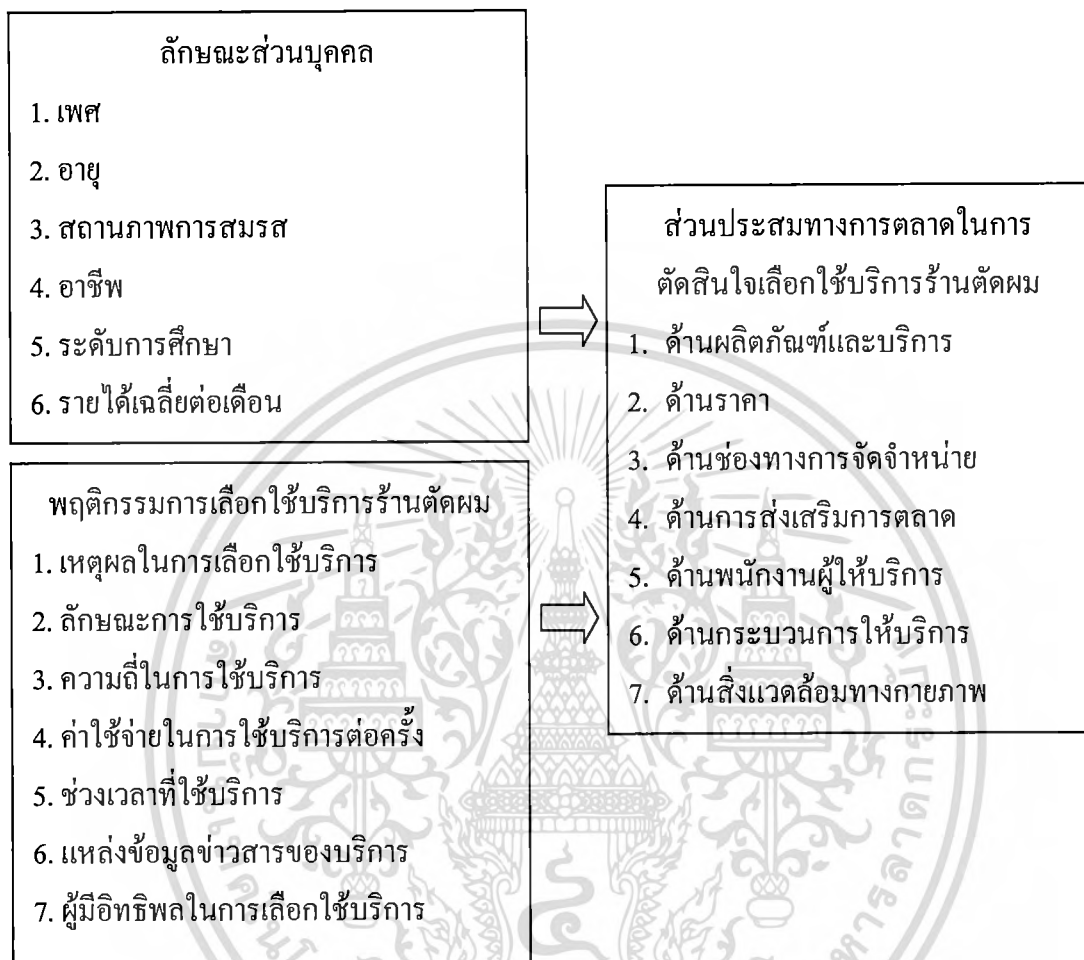 ลักษณะส่วนบุคคล
1. เพศ
2. อายุ
3. สถานภาพการสมรส
4. อาชีพ
5. ระดับการศึกษา
6. รายได้เฉลี่ยต่อเดือน
พฤติกรรมการเลือกใช้บริการร้านตัดผม
1. เหตุผลในการเลือกใช้บริการ
2. ลักษณะการใช้บริการ
3. ความถี่ในการใช้บริการ
4. ค่าใช้จ่ายในการใช้บริการต่อครั้ง
5. ช่วงเวลาที่ใช้บริการ
6. แหล่งข้อมูลข่าวสารของบริการ
7. ผู้มีอิทธิพลในการเลือกใช้บริการ
ส่วนประสมทางการตลาดในการ
ตัดสินใจเลือกใช้บริการร้านตัดผม
1. ด้านผลิตภัณฑ์และบริการ
2. ด้านราคา
3. ด้านช่องทางการจัดจำหน่าย
4. ด้านการส่งเสริมการตลาด
5. ด้านพนักงานผู้ให้บริการ
6. ด้านกระบวนการให้บริการ
7. ด้านสิ่งแวดล้อมทางกายภาพ